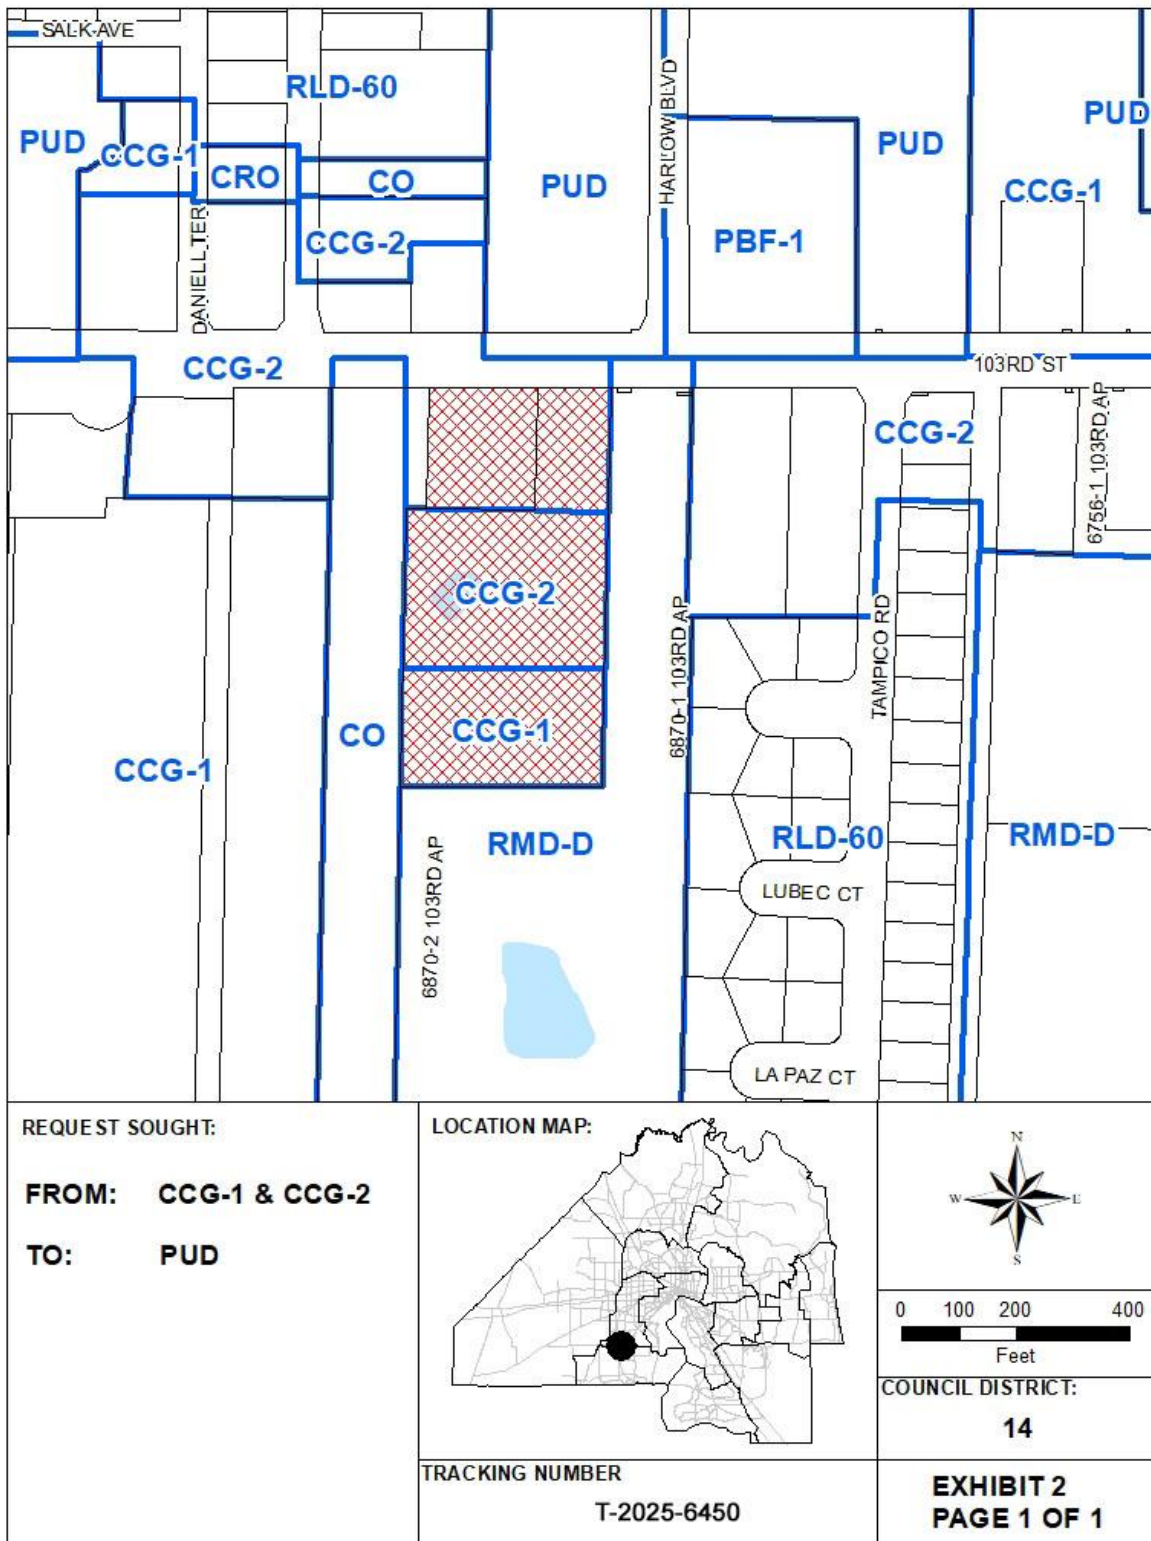 SALK AVE
RLD-60
HARLOW BLVD
PUD
PUD
CCG-1
PUD
CRO
CO
PUD
CCG-1
DANIELL TER
CCG-2
PBF-1
CCG-2
103RD ST
6756-1 103RD AP
CCG-2
CCG-2
6870-1 103RD AP
TAMPICO RD
CO
CCG-1
CCG-1
RMD-D
RLD-60
RMD-D
6870-2 103RD AP
LUBEC CT
LA PAZ CT
REQUEST SOUGHT:
FROM: CCG-1 & CCG-2
TO: PUD
LOCATION MAP:
N
W E
S
0 100 200 400
Feet
COUNCIL DISTRICT:
14
TRACKING NUMBER
T-2025-6450
EXHIBIT 2
PAGE 1 OF 1